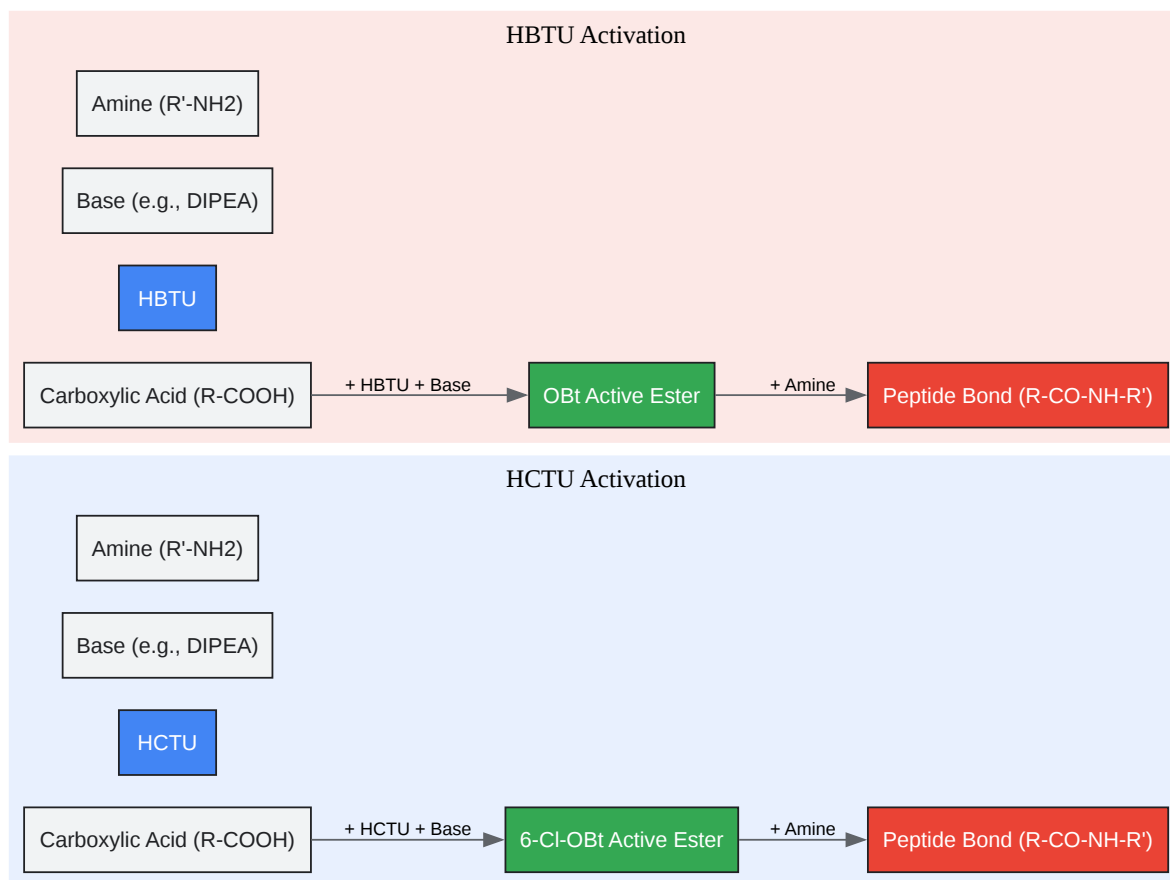 HBTU Activation
Amine (R'-NH2)
Base (e.g., DIPEA)
HBTU
Carboxylic Acid (R-COOH)
+ HBTU + Base
OBt Active Ester
+ Amine
Peptide Bond (R-CO-NH-R')
HCTU Activation
Amine (R'-NH2)
Base (e.g., DIPEA)
HCTU
Carboxylic Acid (R-COOH)
+ HCTU + Base
6-Cl-OBt Active Ester
+ Amine
Peptide Bond (R-CO-NH-R')